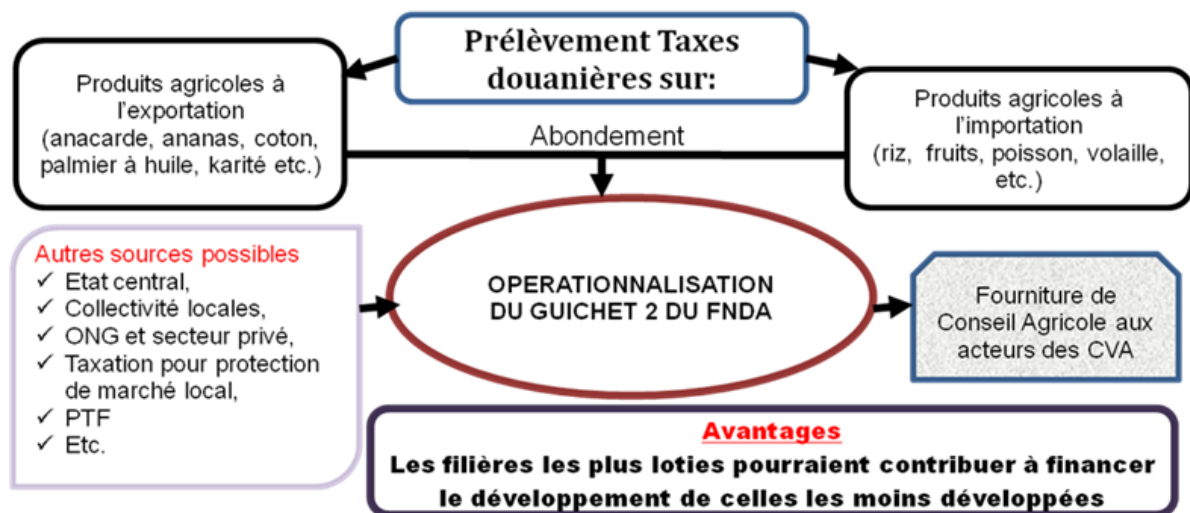 Prélèvement Taxes
douanières sur:
Produits agricoles à
l'exportation
(anacarde, ananas, coton,
palmier à huile, karité etc.)
Abondement
Produits agricoles à
l'importation
(riz, fruits, poisson, volaille,
etc.)
Autres sources possibles
✓ Etat central,
✓ Collectivité locales,
✓ ONG et secteur privé,
✓ Taxation pour protection
de marché local,
✓ PTF
✓ Etc.
OPERATIONNALISATION
DU GUICHET 2 DU FNDA
Fourniture de
Conseil Agricole aux
acteurs des CVA
Avantages
Les filières les plus loties pourraient contribuer à financer
le développement de celles les moins développées